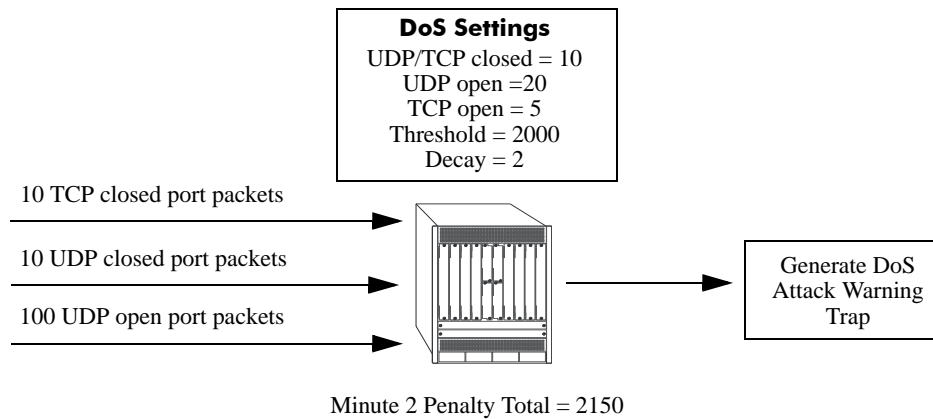 DoS Settings
UDP/TCP closed = 10
UDP open =20
TCP open = 5
Threshold = 2000
Decay = 2
10 TCP closed port packets
10 UDP closed port packets
100 UDP open port packets
Generate DoS
Attack Warning
Trap
Minute 2 Penalty Total = 2150